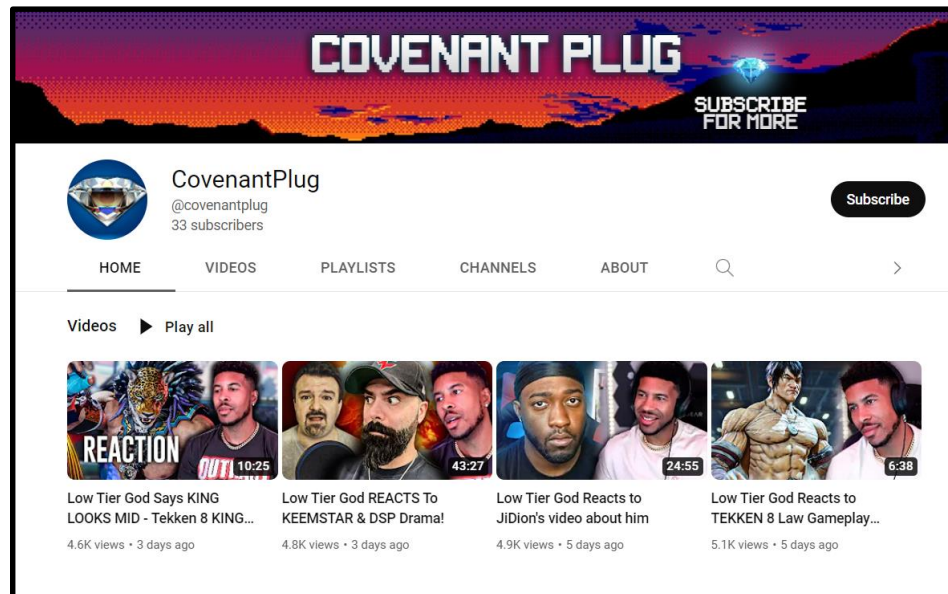 COVENANT PLUG
SUBSCRIBE
FOR MORE
CovenantPlug
@covenantplug
33 subscribers
Subscribe
HOME VIDEOS PLAYLISTS CHANNELS ABOUT
Videos Play all
REACTION
10:25
43:27
24:55
6:38
Low Tier God Says KING
LOOKS MID - Tekken 8 KING...
4.6K views • 3 days ago
Low Tier God REACTS To
KEEMSTAR & DSP Drama!
4.8K views • 3 days ago
Low Tier God Reacts to
JiDion's video about him
4.9K views • 5 days ago
Low Tier God Reacts to
TEKKEN 8 Law Gameplay...
5.1K views • 5 days ago